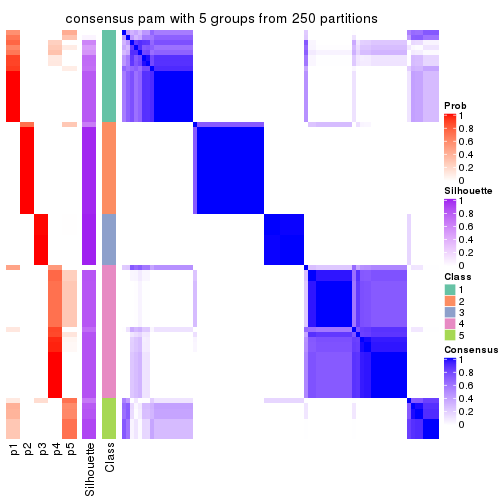 consensus pam with 5 groups from 250 partitions
Prob
1
0.8
0.6
0.4
0.2
0
Silhouette
1
0.8
0.6
0.4
0.2
0
Class
1
2
3
4
5
Consensus
1
0.8
0.6
0.4
0.2
0
p1
p2
p3
p4
p5
Silhouette
Class